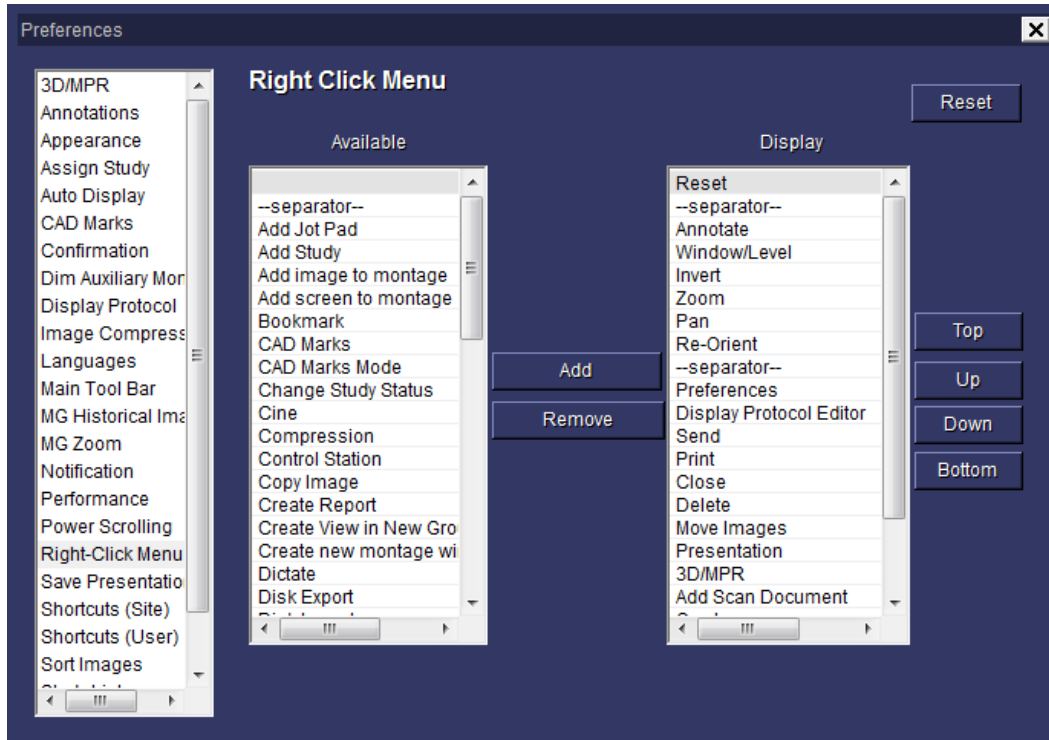 Preferences
3D/MPR
Annotations
Appearance
Assign Study
Auto Display
CAD Marks
Confirmation
Dim Auxiliary Mon
Display Protocol
Image Compress
Languages
Main Tool Bar
MG Historical Ima
MG Zoom
Notification
Performance
Power Scrolling
Right-Click Menu
Save Presentatio
Shortcuts (Site)
Shortcuts (User)
Sort Images
Right Click Menu
Reset
Available
--separator--
Add Jot Pad
Add Study
Add image to montage
Add screen to montage
Bookmark
CAD Marks
CAD Marks Mode
Change Study Status
Cine
Compression
Control Station
Copy Image
Create Report
Create View in New Gro
Create new montage wi
Dictate
Disk Export
Add
Remove
Display
Reset
--separator--
Annotate
Window/Level
Invert
Zoom
Pan
Re-Orient
--separator--
Preferences
Display Protocol Editor
Send
Print
Close
Delete
Move Images
Presentation
3D/MPR
Add Scan Document
Top
Up
Down
Bottom